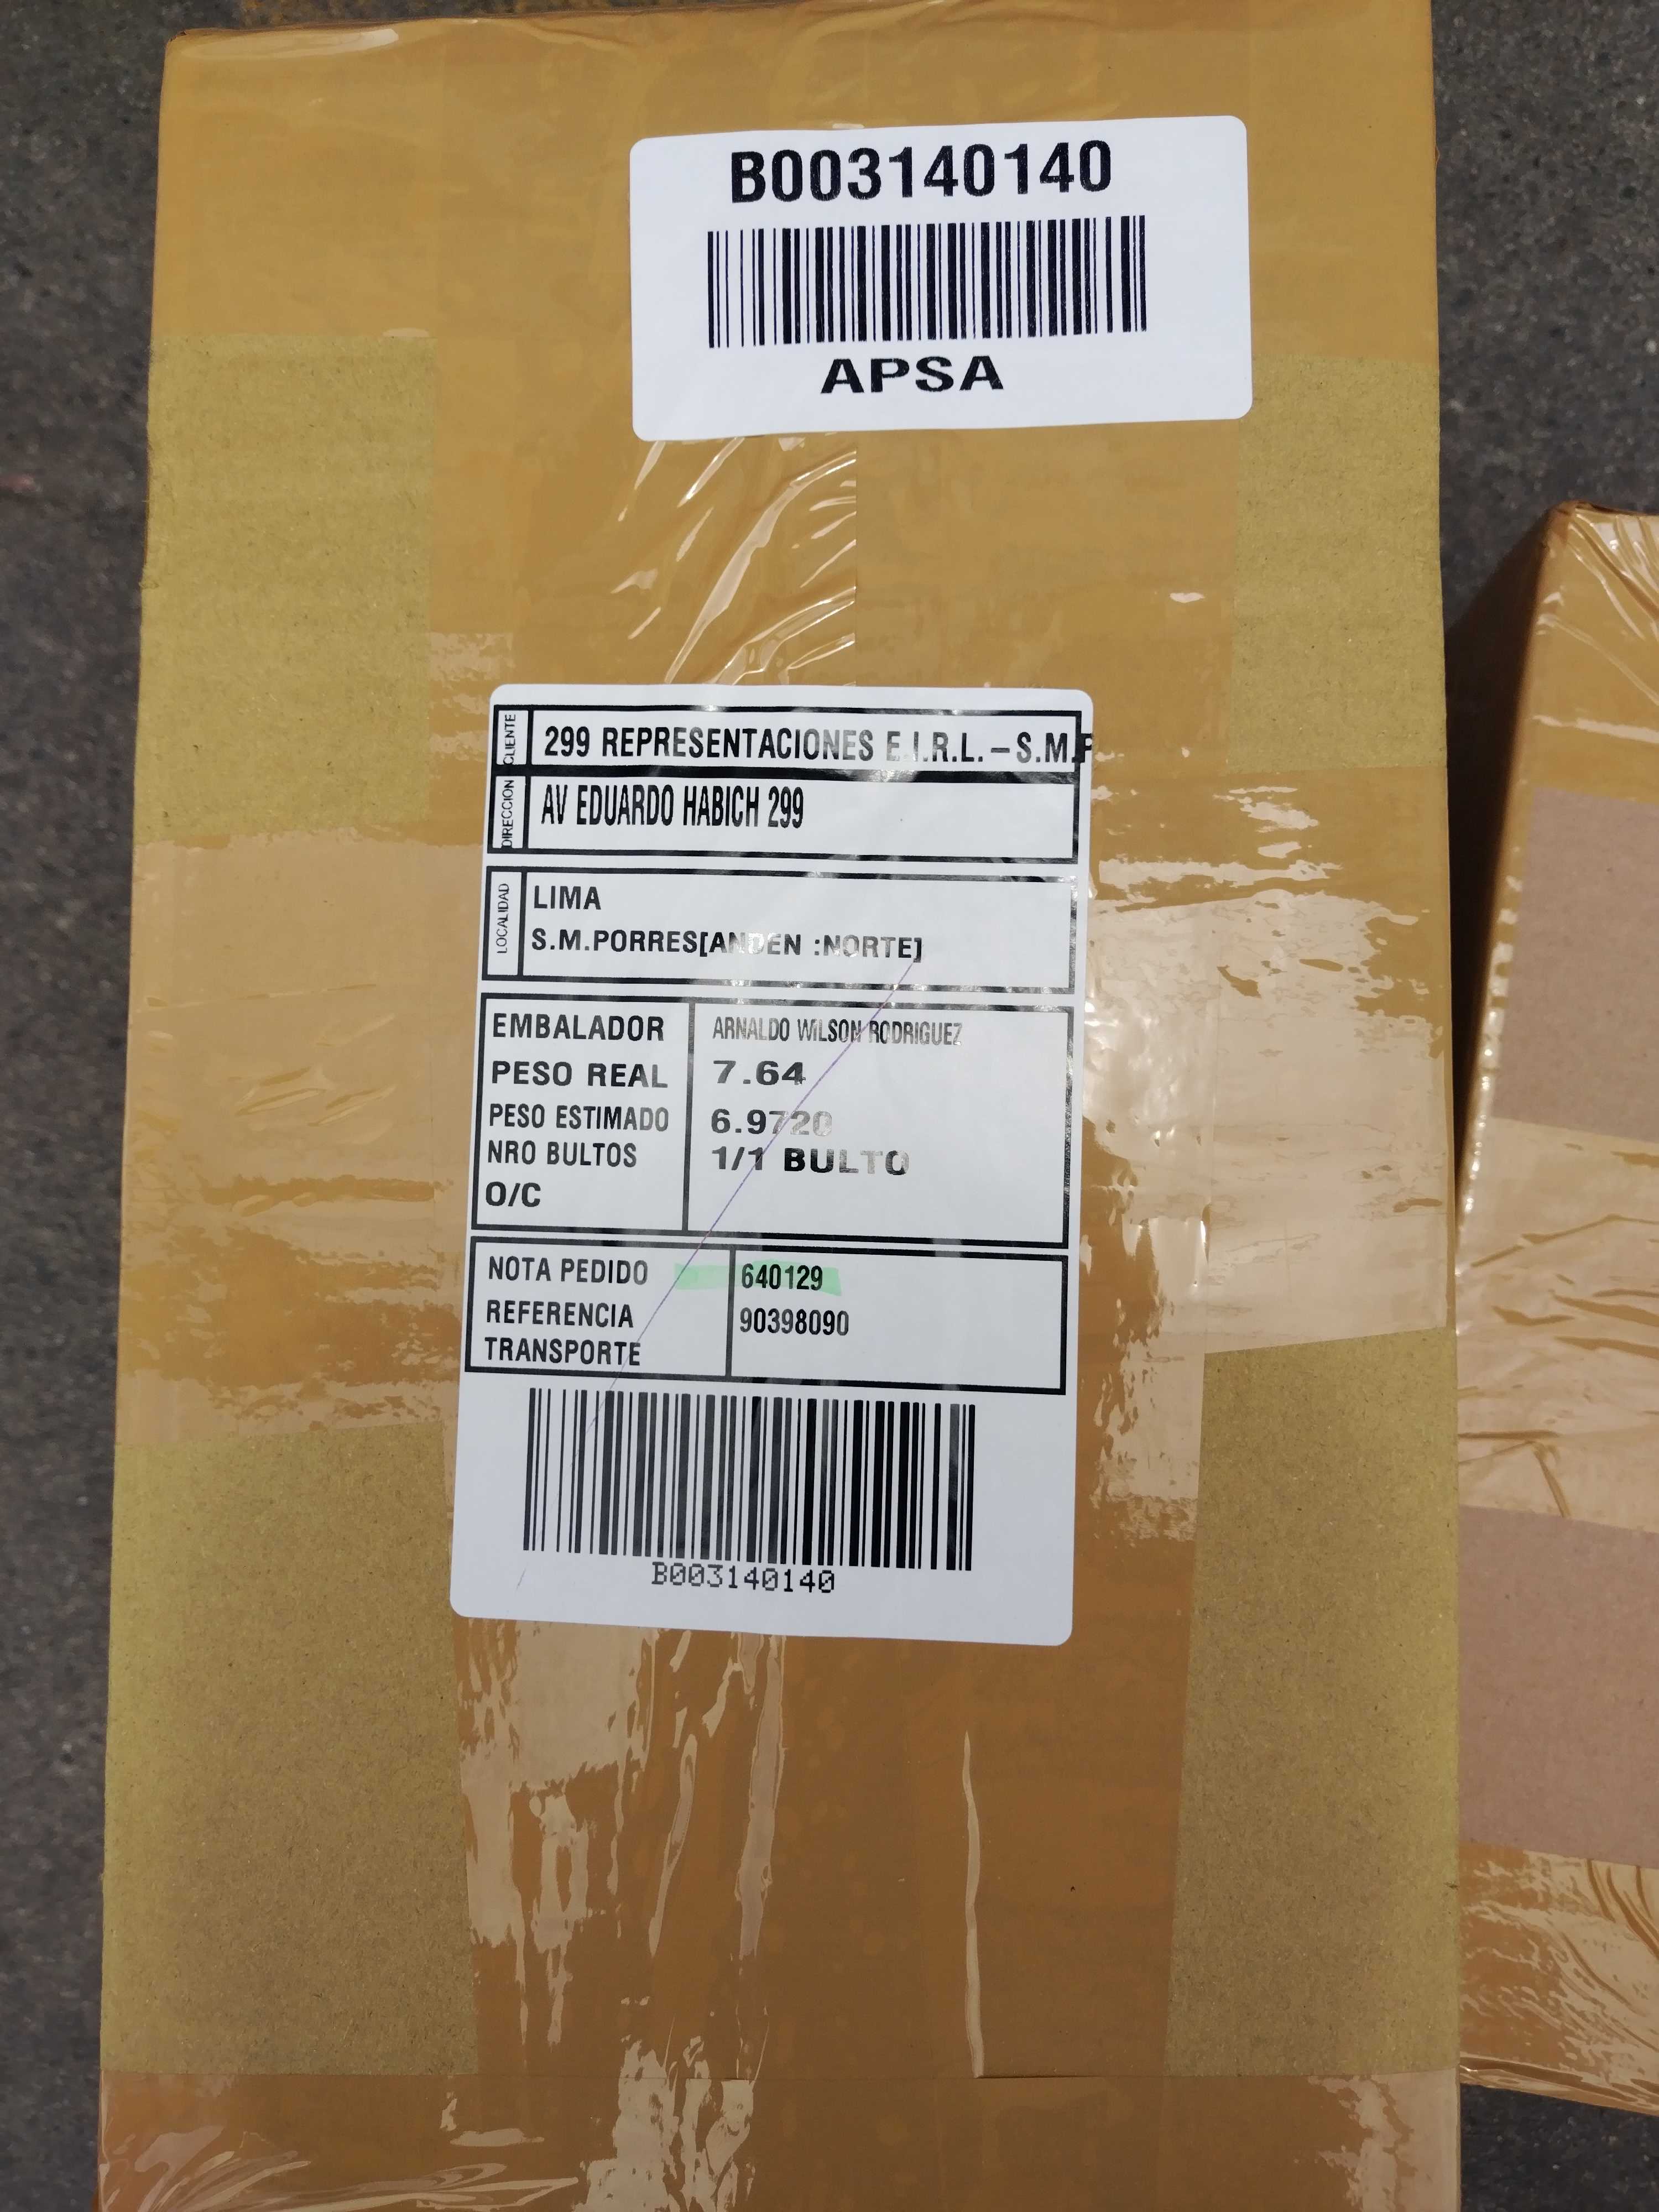 B003140140
APSA
CLIENTE 299 REPRESENTACIONES E.I.R.L. – S.M.P
DIRECCION AV EDUARDO HABICH 299
LOCALIDAD LIMA
S.M.PORRES[ANDEN :NORTE]
EMBALADOR ARNALDO WILSON RODRIGUEZ
PESO REAL 7.64
PESO ESTIMADO 6.9720
NRO BULTOS 1/1 BULTO
O/C
NOTA PEDIDO 640129
REFERENCIA 90398090
TRANSPORTE
B003140140